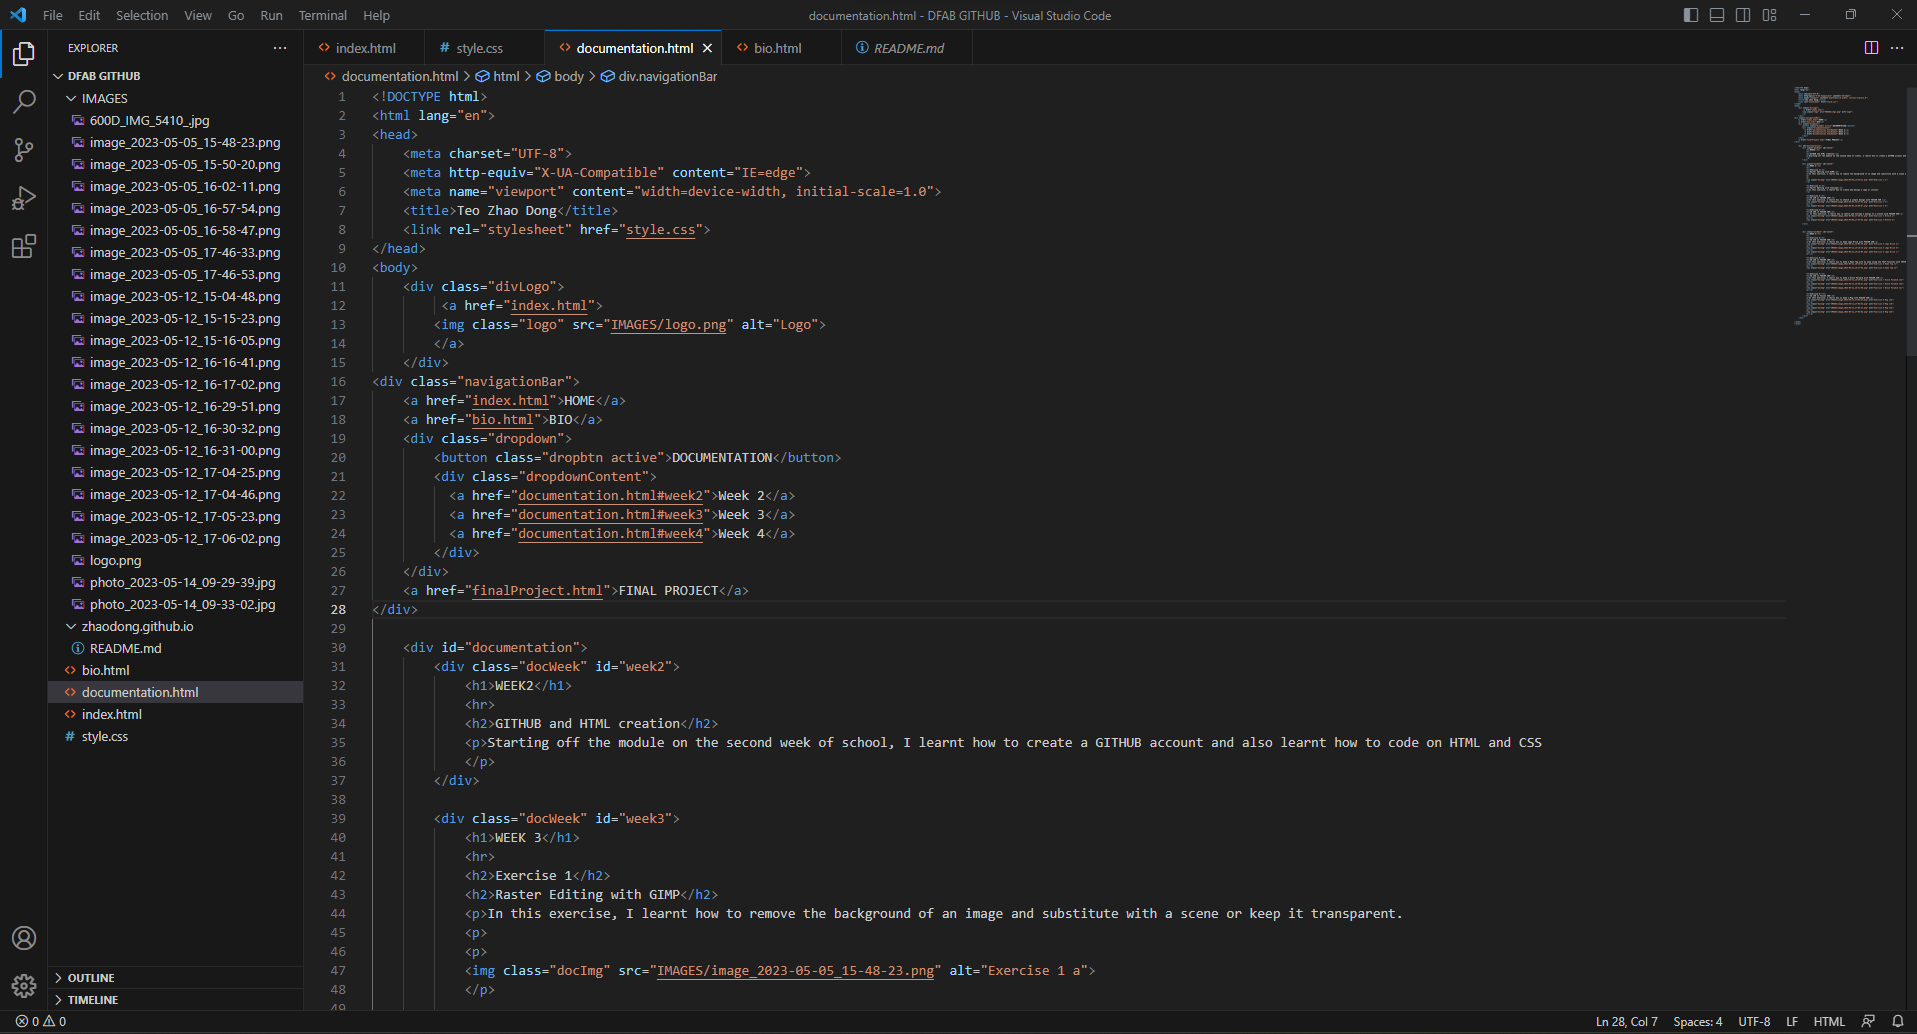 File Edit Selection View Go Run Terminal Help
documentation.html - DFAB GITHUB - Visual Studio Code
EXPLORER
DFAB GITHUB
IMAGES
600D_IMG_5410_.jpg
image_2023-05-05_15-48-23.png
image_2023-05-05_15-50-20.png
image_2023-05-05_16-02-11.png
image_2023-05-05_16-57-54.png
image_2023-05-05_16-58-47.png
image_2023-05-05_17-46-33.png
image_2023-05-05_17-46-53.png
image_2023-05-12_15-04-48.png
image_2023-05-12_15-15-23.png
image_2023-05-12_15-16-05.png
image_2023-05-12_16-16-41.png
image_2023-05-12_16-17-02.png
image_2023-05-12_16-29-51.png
image_2023-05-12_16-30-32.png
image_2023-05-12_16-31-00.png
image_2023-05-12_17-04-25.png
image_2023-05-12_17-04-46.png
image_2023-05-12_17-05-23.png
image_2023-05-12_17-06-02.png
logo.png
photo_2023-05-14_09-29-39.jpg
photo_2023-05-14_09-33-02.jpg
zhaodong.github.io
README.md
bio.html
documentation.html
index.html
style.css
OUTLINE
TIMELINE
index.html
style.css
documentation.html
bio.html
README.md
documentation.html > html > body > div.navigationBar
1 <!DOCTYPE html>
2 <html lang="en">
3 <head>
4 <meta charset="UTF-8">
5 <meta http-equiv="X-UA-Compatible" content="IE=edge">
6 <meta name="viewport" content="width=device-width, initial-scale=1.0">
7 <title>Teo Zhao Dong</title>
8 <link rel="stylesheet" href="style.css">
9 </head>
10 <body>
11 <div class="divLogo">
12 <a href="index.html">
13 <img class="logo" src="IMAGES/logo.png" alt="Logo">
14 </a>
15 </div>
16 <div class="navigationBar">
17 <a href="index.html">HOME</a>
18 <a href="bio.html">BIO</a>
19 <div class="dropdown">
20 <button class="dropbtn active">DOCUMENTATION</button>
21 <div class="dropdownContent">
22 <a href="documentation.html#week2">Week 2</a>
23 <a href="documentation.html#week3">Week 3</a>
24 <a href="documentation.html#week4">Week 4</a>
25 </div>
26 </div>
27 <a href="finalProject.html">FINAL PROJECT</a>
28 </div>
29
30 <div id="documentation">
31 <div class="docWeek" id="week2">
32 <h1>WEEK2</h1>
33 <hr>
34 <h2>GITHUB and HTML creation</h2>
35 <p>Starting off the module on the second week of school, I learnt how to create a GITHUB account and also learnt how to code on HTML and CSS
36 </p>
37 </div>
38
39 <div class="docWeek" id="week3">
40 <h1>WEEK 3</h1>
41 <hr>
42 <h2>Exercise 1</h2>
43 <h2>Raster Editing with GIMP</h2>
44 <p>In this exercise, I learnt how to remove the background of an image and substitute with a scene or keep it transparent.
45 <p>
46 <p>
47 <img class="docImg" src="IMAGES/image_2023-05-05_15-48-23.png" alt="Exercise 1 a">
48 </p>
49
0 0
Ln 28, Col 7 Spaces: 4 UTF-8 LF HTML